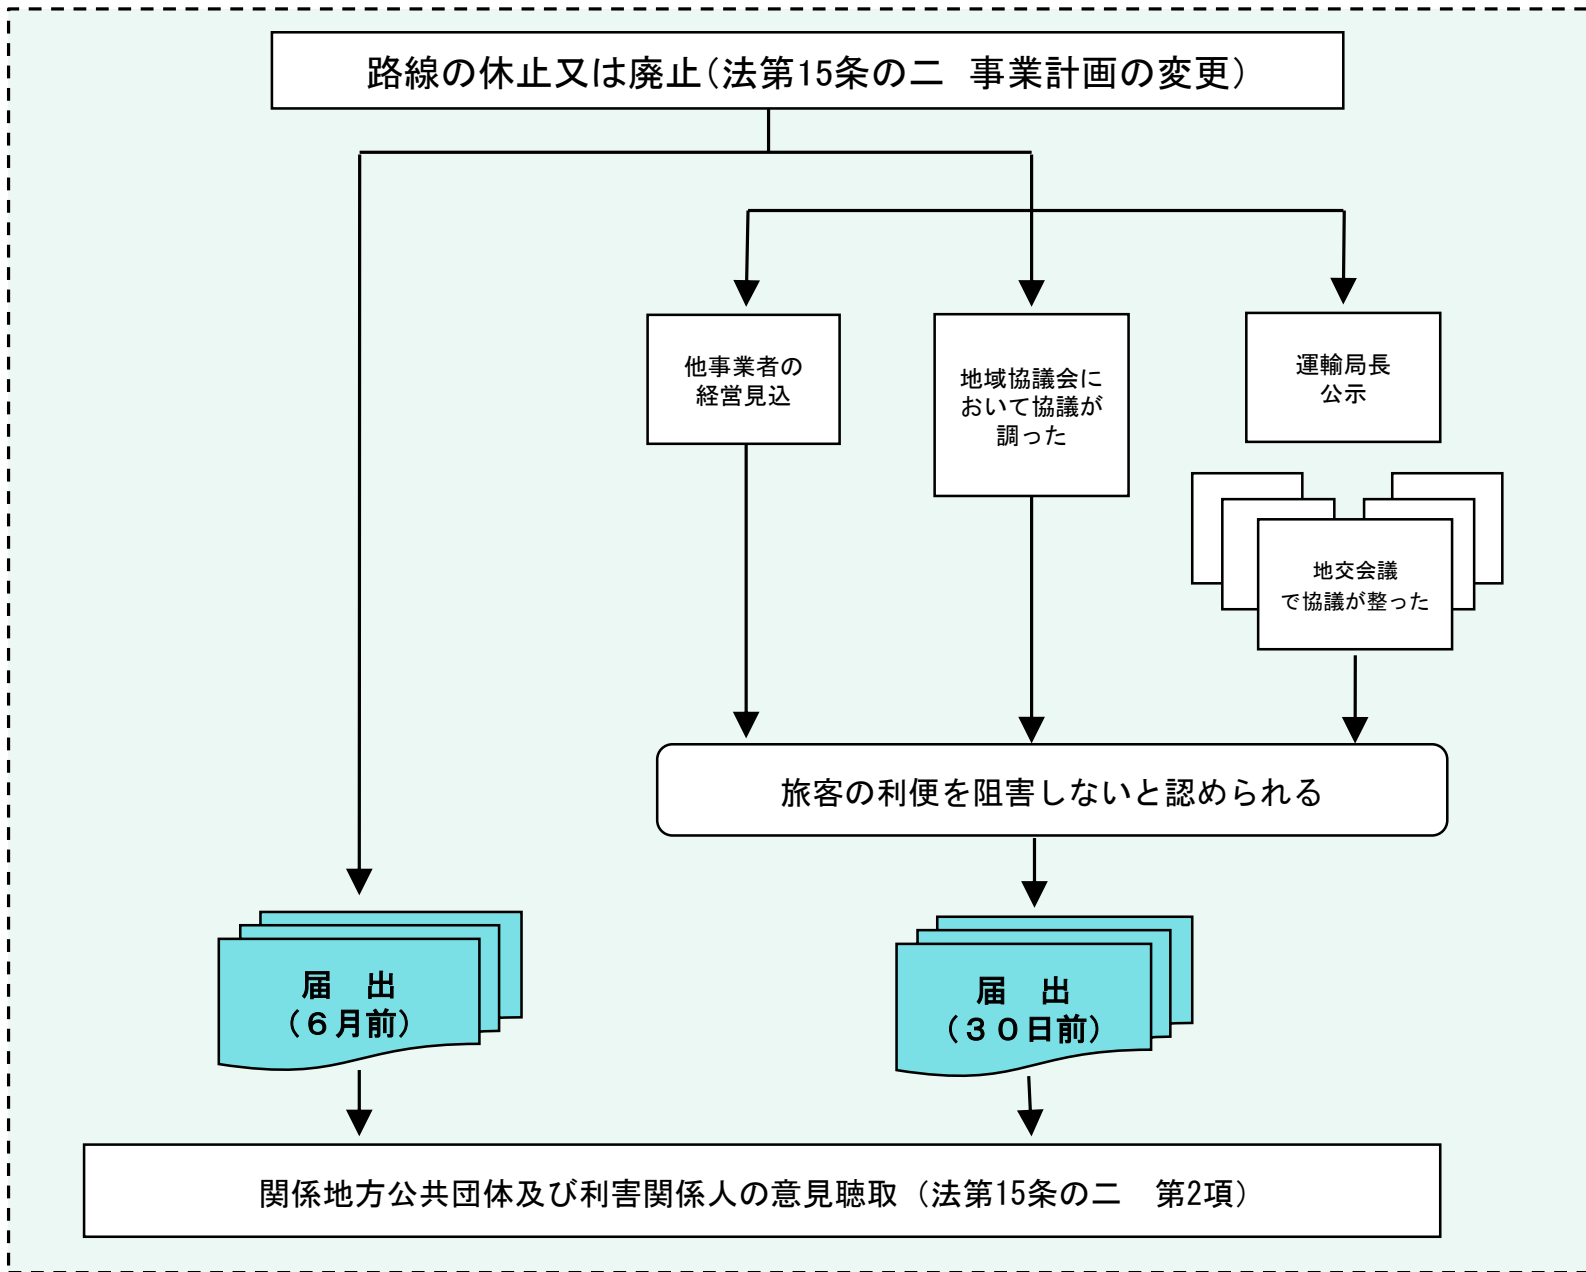 路線の休止又は廃止(法第15条の二 事業計画の変更)
他事業者の
経営見込
地域協議会に
おいて協議が
調った
運輸局長
公示
地交会議
で協議が整った
旅客の利便を阻害しないと認められる
届 出
(6月前)
届 出
(30日前)
関係地方公共団体及び利害関係人の意見聴取(法第15条の二 第2項)